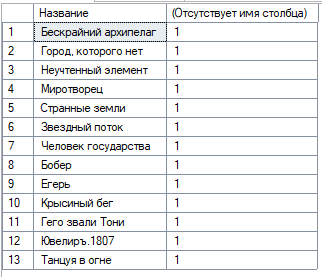 Название (Отсутствует имя столбца)
1 Бескрайний архипелаг 1
2 Город, которого нет 1
3 Неучтенный элемент 1
4 Миротворец 1
5 Странные земли 1
6 Звездный поток 1
7 Человек государства 1
8 Бобер 1
9 Егерь 1
10 Крысиный бег 1
11 Гего звали Тони 1
12 Ювелиръ.1807 1
13 Танцуя в огне 1